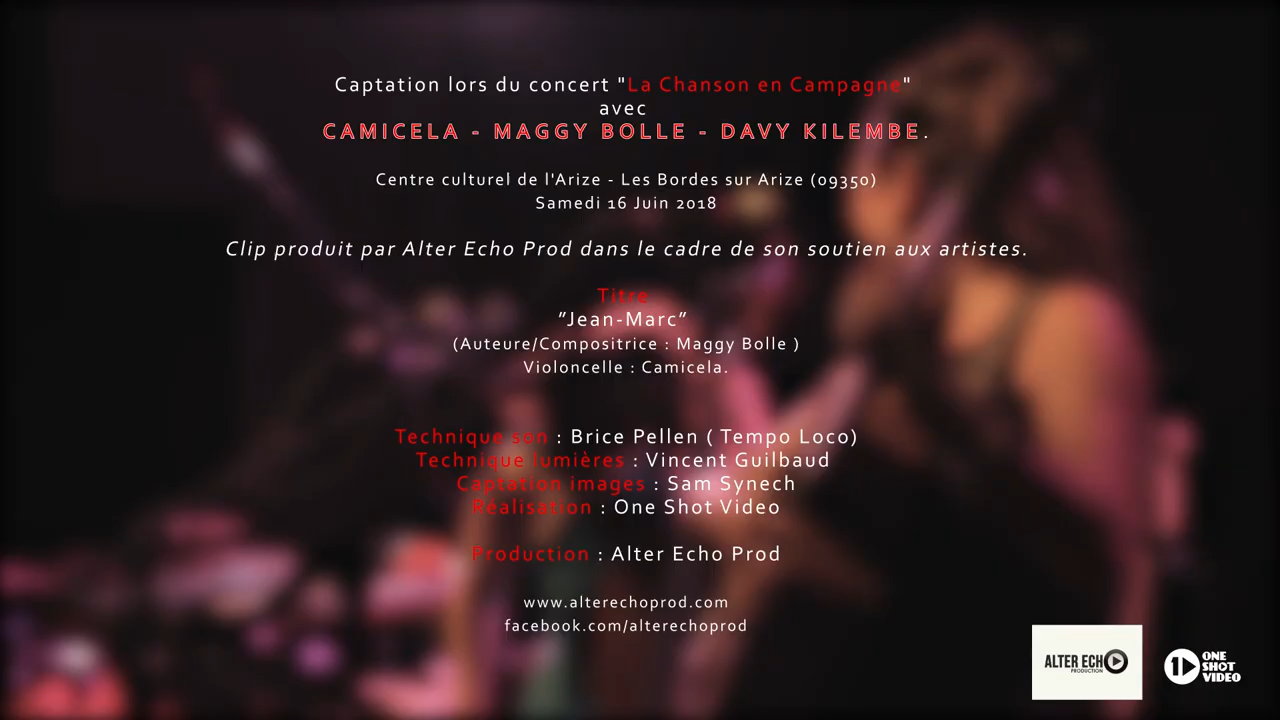 Captation lors du concert "La Chanson en Campagne"
avec
CAMICELA - MAGGY BOLLE - DAVY KILEMBE.
Centre culturel de l'Arize - Les Bordes sur Arize (09350)
Samedi 16 Juin 2018
Clip produit par Alter Echo Prod dans le cadre de son soutien aux artistes.
Titre
"Jean-Marc"
(Auteure/Compositrice : Maggy Bolle )
Violoncelle : Camicela.
Technique son : Brice Pellen ( Tempo Loco)
Technique lumières : Vincent Guilbaud
Captation images : Sam Synech
Réalisation : One Shot Video
Production : Alter Echo Prod
www.alterechoprod.com
facebook.com/alterechoprod
ALTER ECHO
PRODUCTION
1
ONE
SHOT
VIDEO